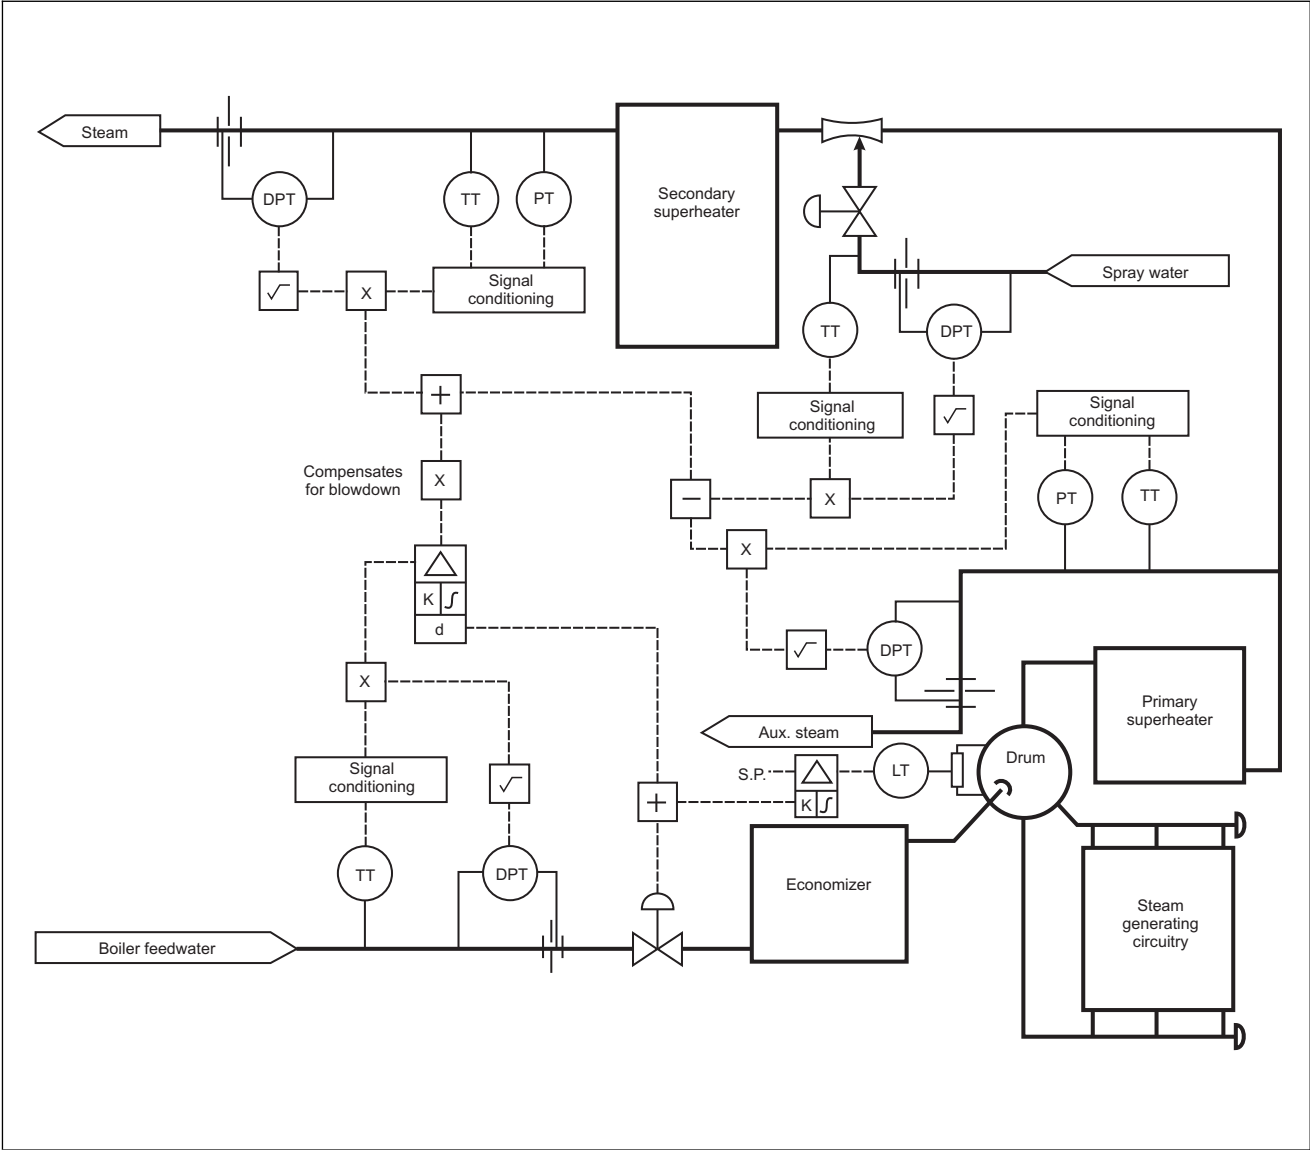 Steam
DPT
TT
PT
Signal
conditioning
√
X
Secondary
superheater
Spray water
TT
DPT
Signal
conditioning
√
Signal
conditioning
+
Compensates
for blowdown
X
−
X
PT
TT
X
△
K ∫
d
√
DPT
X
Primary
superheater
Aux. steam
Drum
S.P.
△
LT
K ∫
Signal
conditioning
√
+
TT
DPT
Economizer
Steam
generating
circuitry
Boiler feedwater